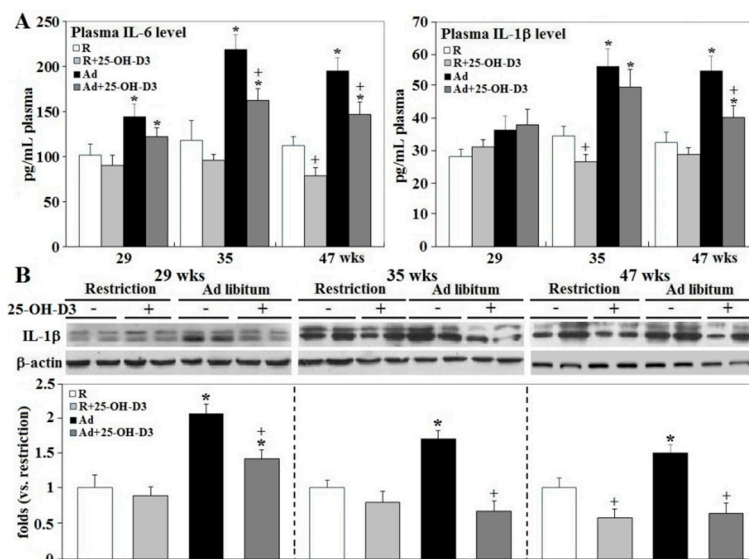 A
Plasma IL-6 level
R
R+25-OH-D3
Ad
Ad+25-OH-D3
250
200
150
100
50
0
pg/mL plasma
*
*
*
+
*
+
*
+
*
29
35
47 wks
Plasma IL-1β level
R
R+25-OH-D3
Ad
Ad+25-OH-D3
70
60
50
40
30
20
10
0
pg/mL plasma
+
*
*
*
+
*
29
35
47 wks
B
29 wks
35 wks
47 wks
Restriction Ad libitum Restriction Ad libitum Restriction Ad libitum
25-OH-D3 - + - + - + - + - + - +
IL-1β
β-actin
R
R+25-OH-D3
Ad
Ad+25-OH-D3
2.5
2
1.5
1
0.5
0
folds (vs. restriction)
*
+
*
*
+
+
*
+